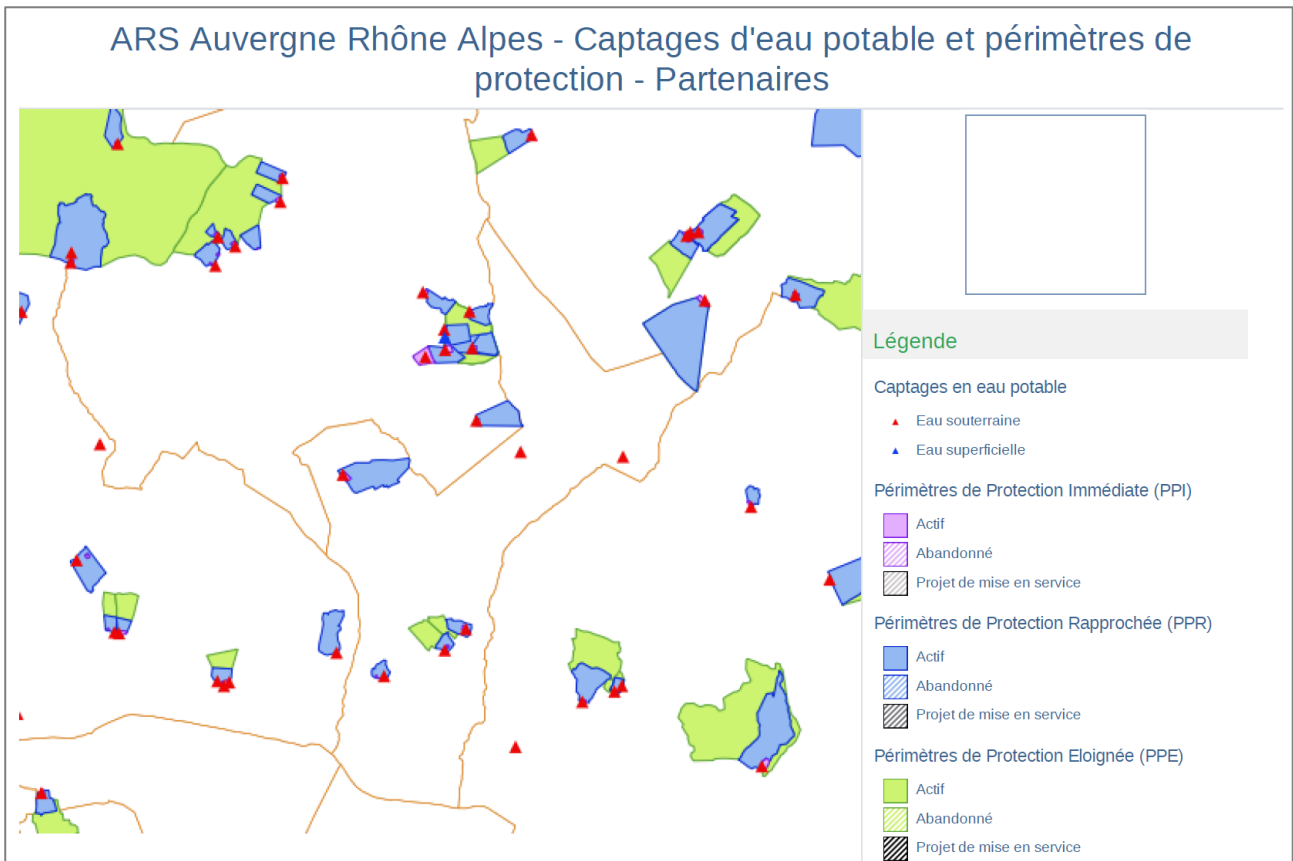 ARS Auvergne Rhône Alpes - Captages d'eau potable et périmètres de
protection - Partenaires
Légende
Captages en eau potable
Eau souterraine
Eau superficielle
Périmètres de Protection Immédiate (PPI)
Actif
Abandonné
Projet de mise en service
Périmètres de Protection Rapprochée (PPR)
Actif
Abandonné
Projet de mise en service
Périmètres de Protection Eloignée (PPE)
Actif
Abandonné
Projet de mise en service